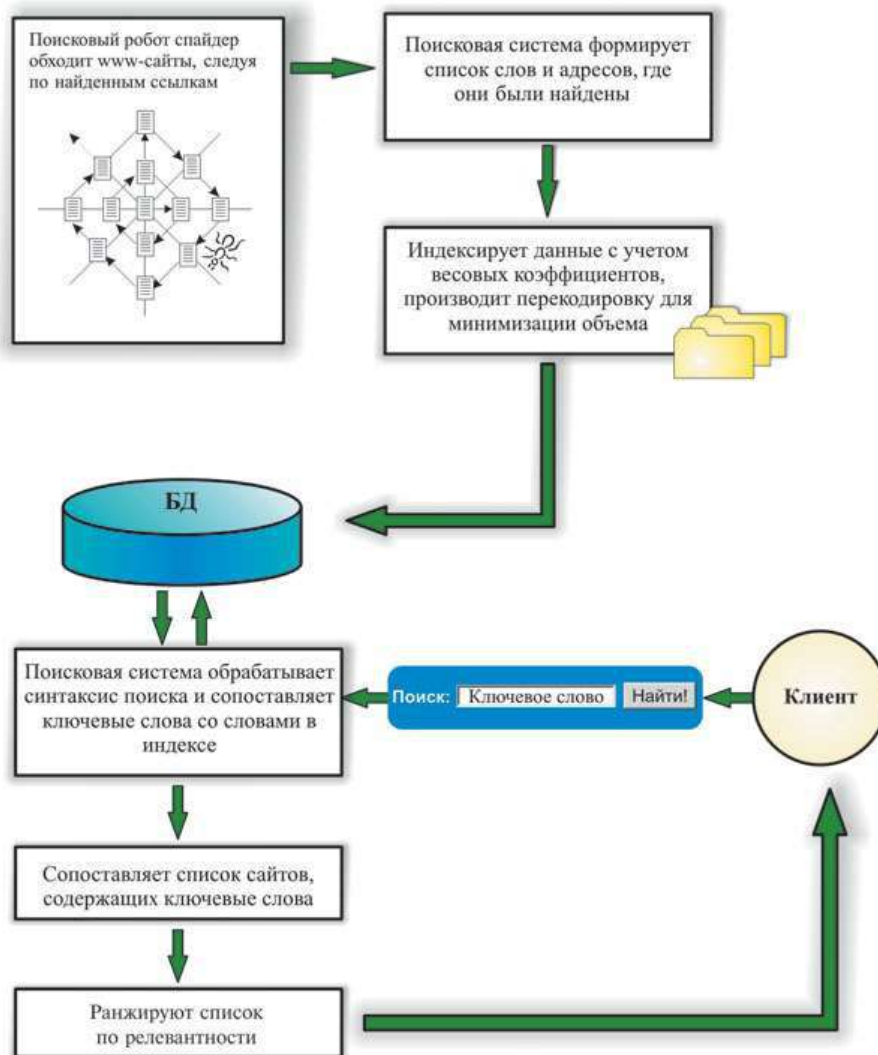 Поисковый робот спайдер
обходит www-сайты, следуя
по найденным ссылкам
Поисковая система формирует
список слов и адресов, где
они были найдены
Индексирует данные с учетом
весовых коэффициентов,
производит перекодировку для
минимизации объема
БД
Поисковая система обрабатывает
синтаксис поиска и сопоставляет
ключевые слова со словами в
индексе
Поиск: Ключевое слово Найти!
Клиент
Сопоставляет список сайтов,
содержащих ключевые слова
Ранжируют список
по релевантности